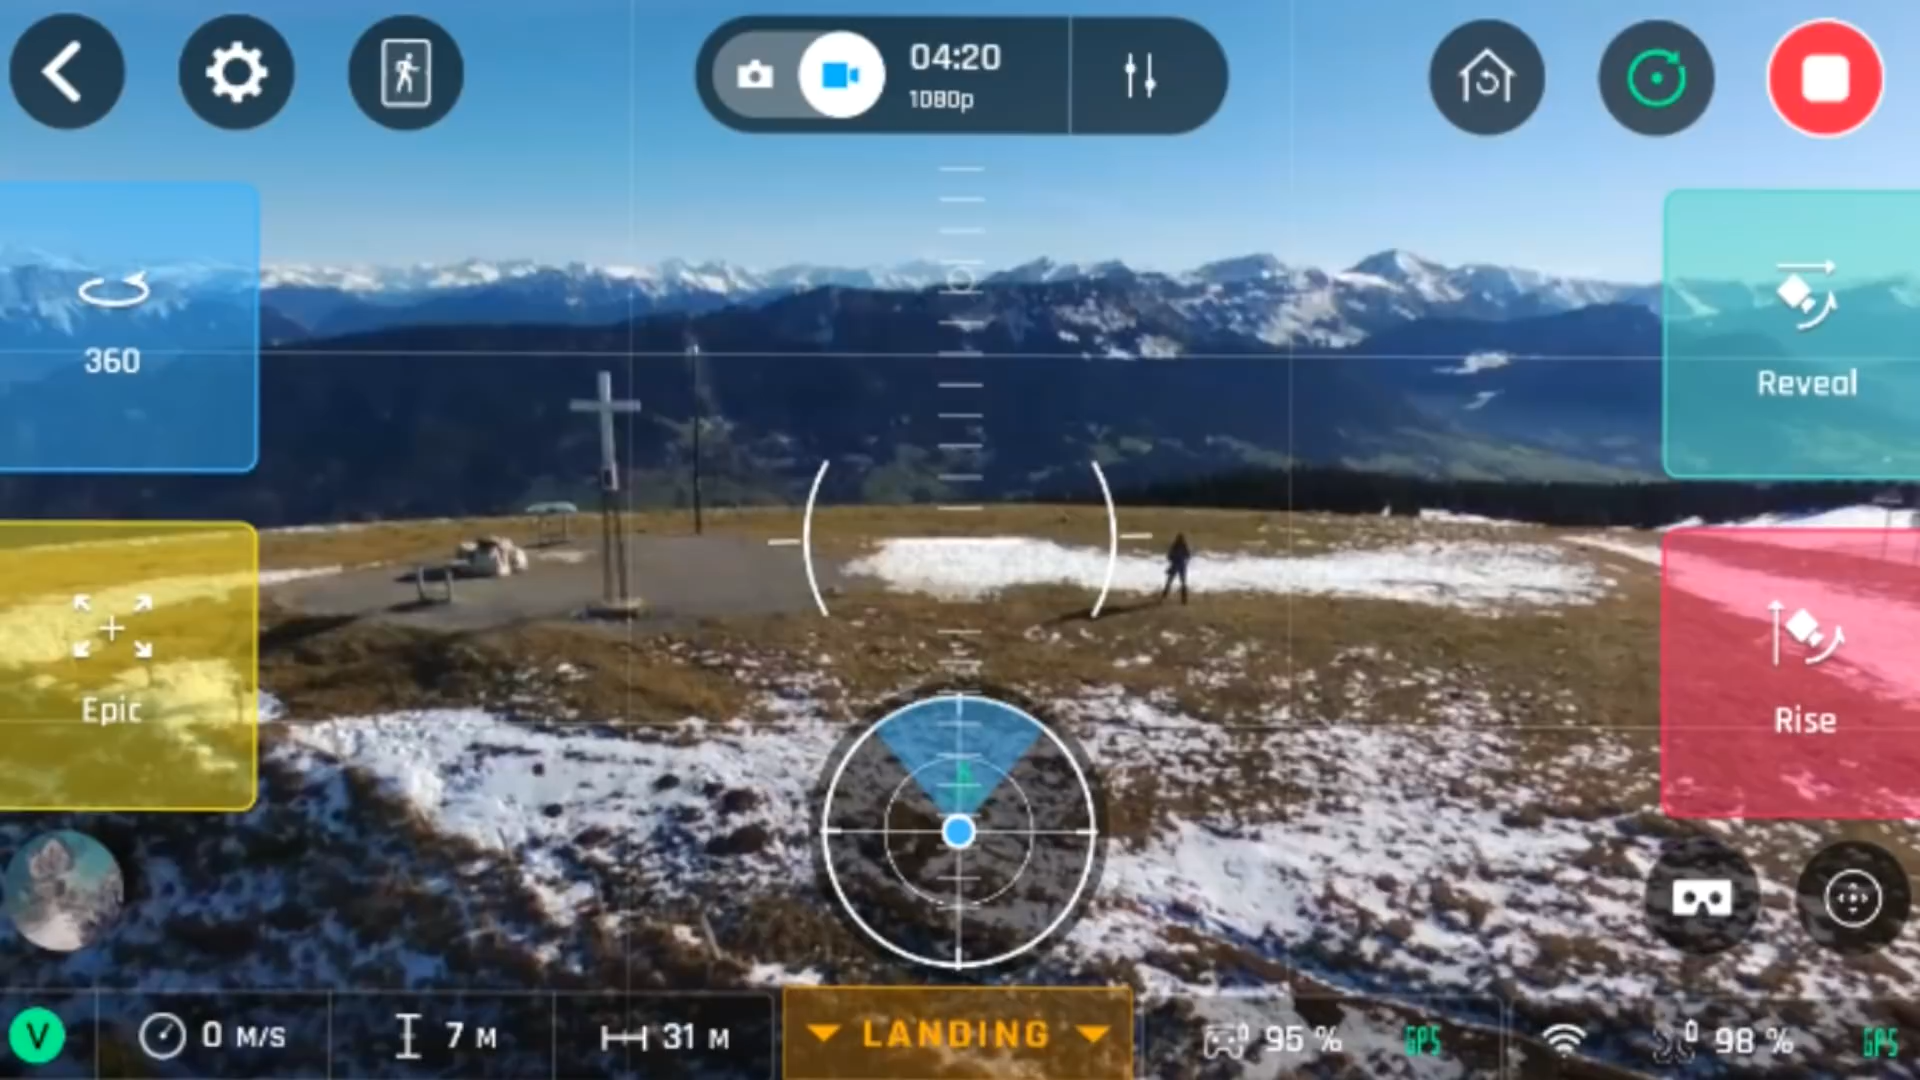 04:20
1080p
360
Reveal
Epic
Rise
V
0 M/S
7 M
31 M
LANDING
95 %
GPS
98 %
GPS